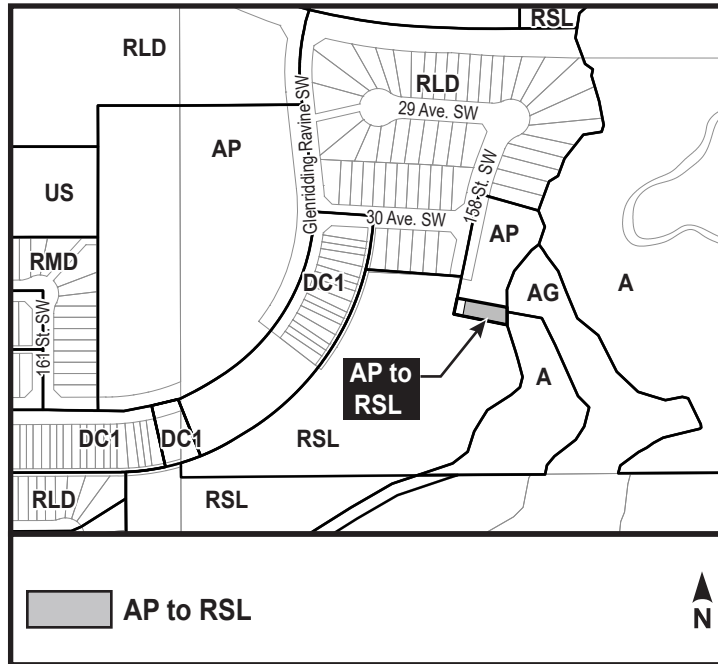 RSL
RLD
RLD
Glenridding-Ravine SW
29 Ave. SW
AP
158 St. SW
US
30 Ave. SW
AP
RMD
DC1
AG
A
161 St. SW
AP to
RSL
A
DC1
DC1
RSL
RLD
RSL
AP to RSL
N